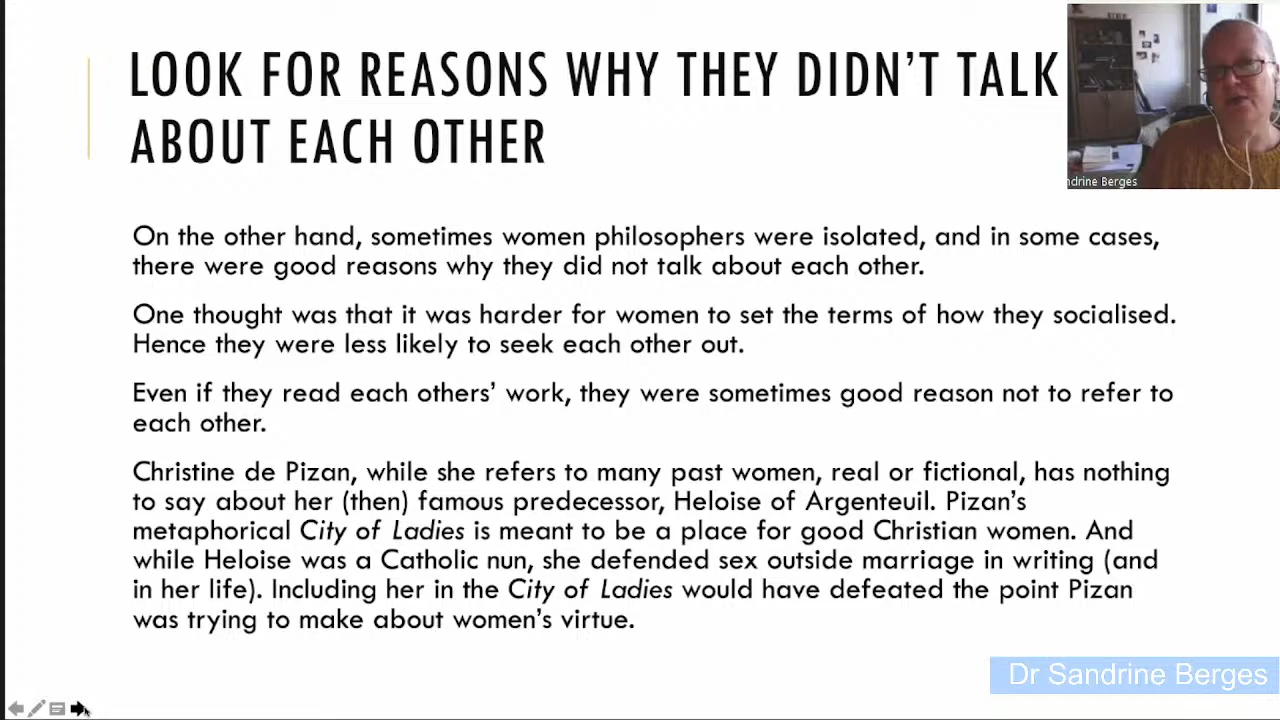 LOOK FOR REASONS WHY THEY DIDN'T TALK
ABOUT EACH OTHER
ndrine Berges
On the other hand, sometimes women philosophers were isolated, and in some cases,
there were good reasons why they did not talk about each other.
One thought was that it was harder for women to set the terms of how they socialised.
Hence they were less likely to seek each other out.
Even if they read each others' work, they were sometimes good reason not to refer to
each other.
Christine de Pizan, while she refers to many past women, real or fictional, has nothing
to say about her (then) famous predecessor, Heloise of Argenteuil. Pizan's
metaphorical City of Ladies is meant to be a place for good Christian women. And
while Heloise was a Catholic nun, she defended sex outside marriage in writing (and
in her life). Including her in the City of Ladies would have defeated the point Pizan
was trying to make about women's virtue.
Dr Sandrine Berges